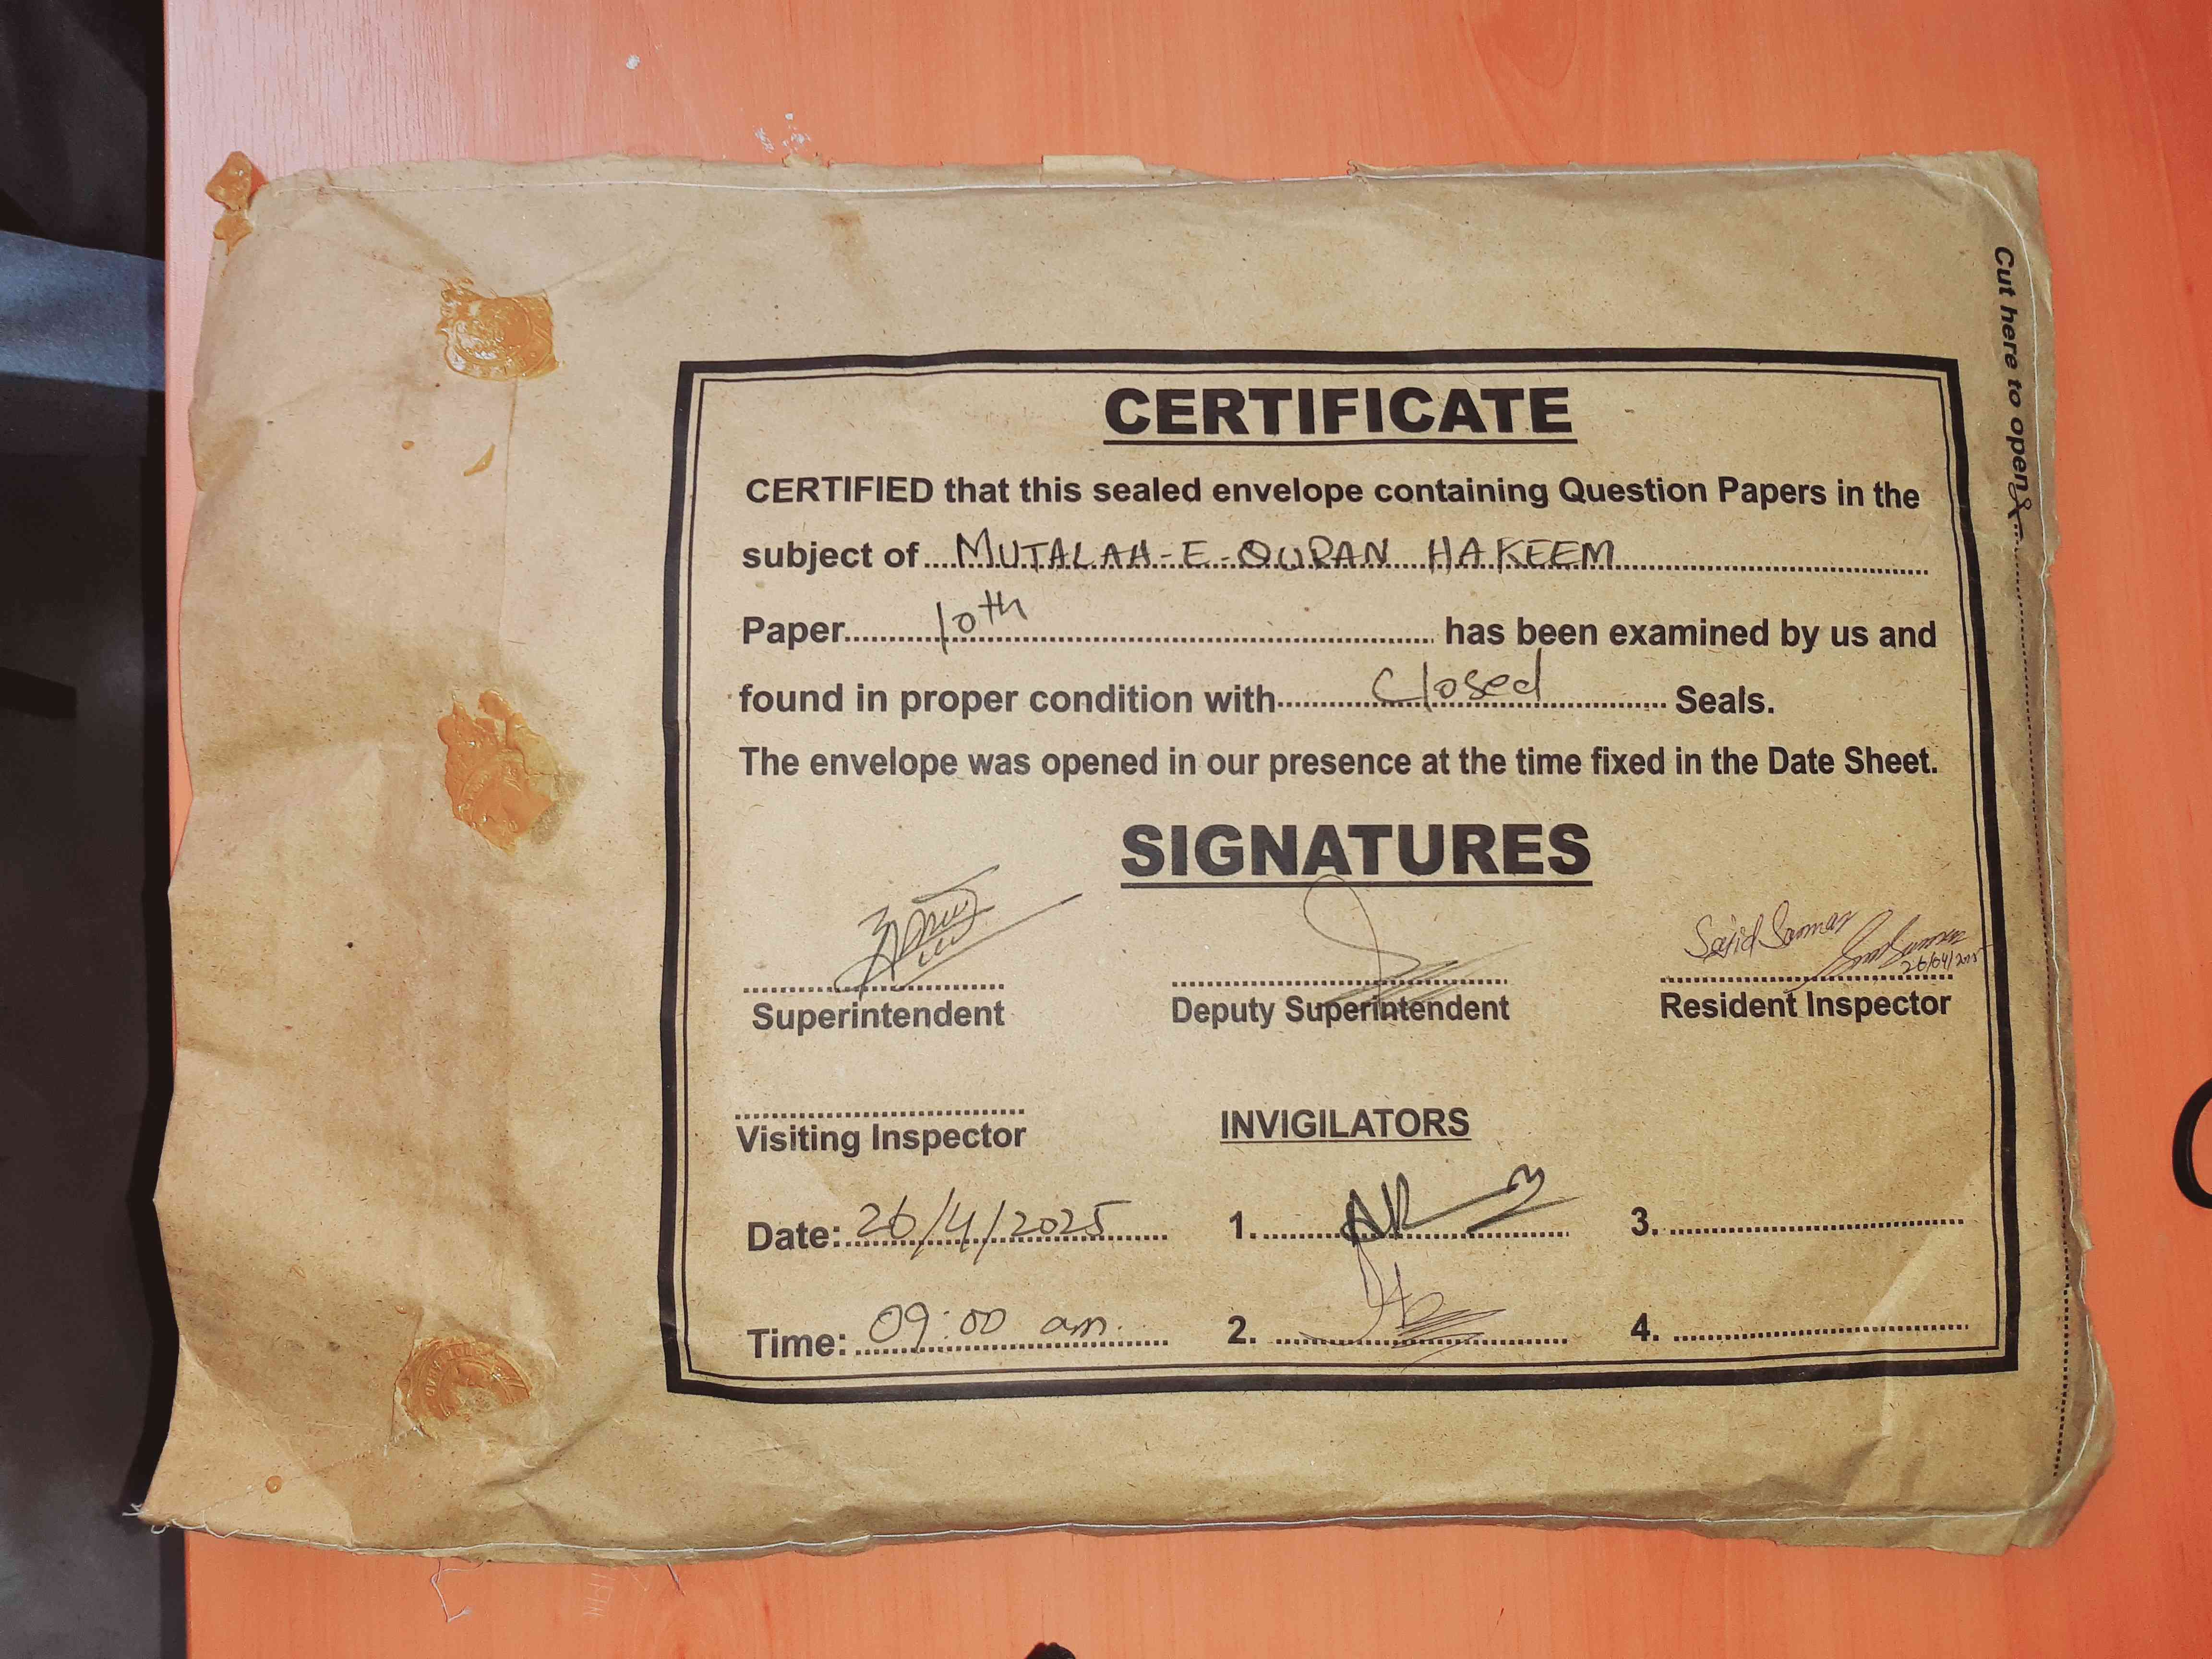 Cut here to open
CERTIFICATE
CERTIFIED that this sealed envelope containing Question Papers in the
subject of MUTALAH-E-QURAN HAKEEM
Paper 10th has been examined by us and
found in proper condition with Closed Seals.
The envelope was opened in our presence at the time fixed in the Date Sheet.
SIGNATURES
Sajid
26/04/2025
Superintendent Deputy Superintendent Resident Inspector
Visiting Inspector INVIGILATORS
Date: 26/4/2025 1. 3.
Time: 09:00 am. 2. 4.